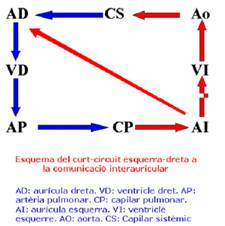 AD CS Ao
VD VI
AP CP AI
Esquema del curt-circuit esquerra-dreta a
la comunicació interauricular
AD: aurícula dreta. VD: ventricle dret. AP:
artèria pulmonar. CP: capilar pulmonar.
AI: aurícula esquerra. VI: ventricle
esquerre. AO: aorta. CS: Capilar sistèmic